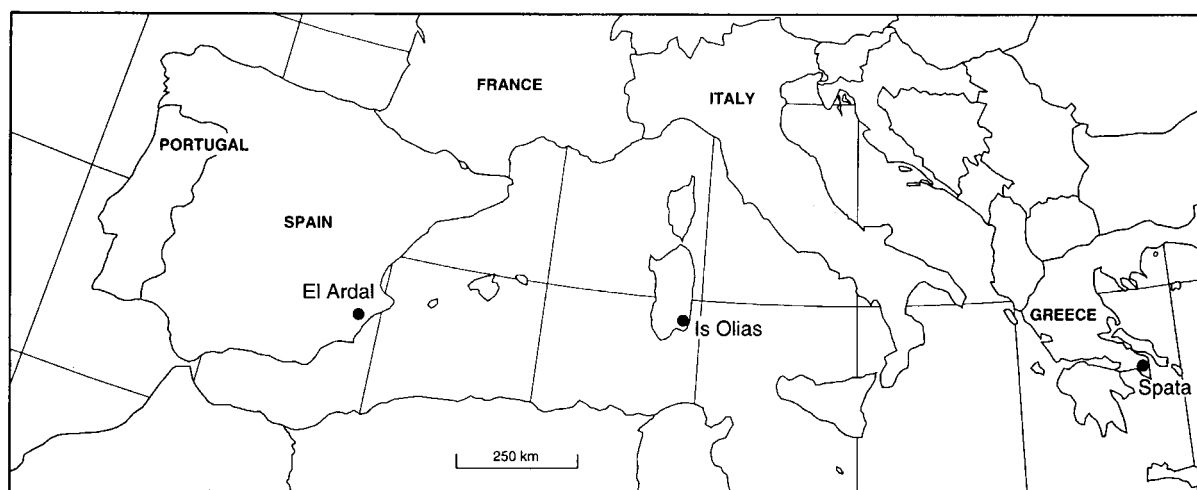 FRANCE
ITALY
PORTUGAL
SPAIN
El Ardal
Is Olias
GREECE
Spata
250 km